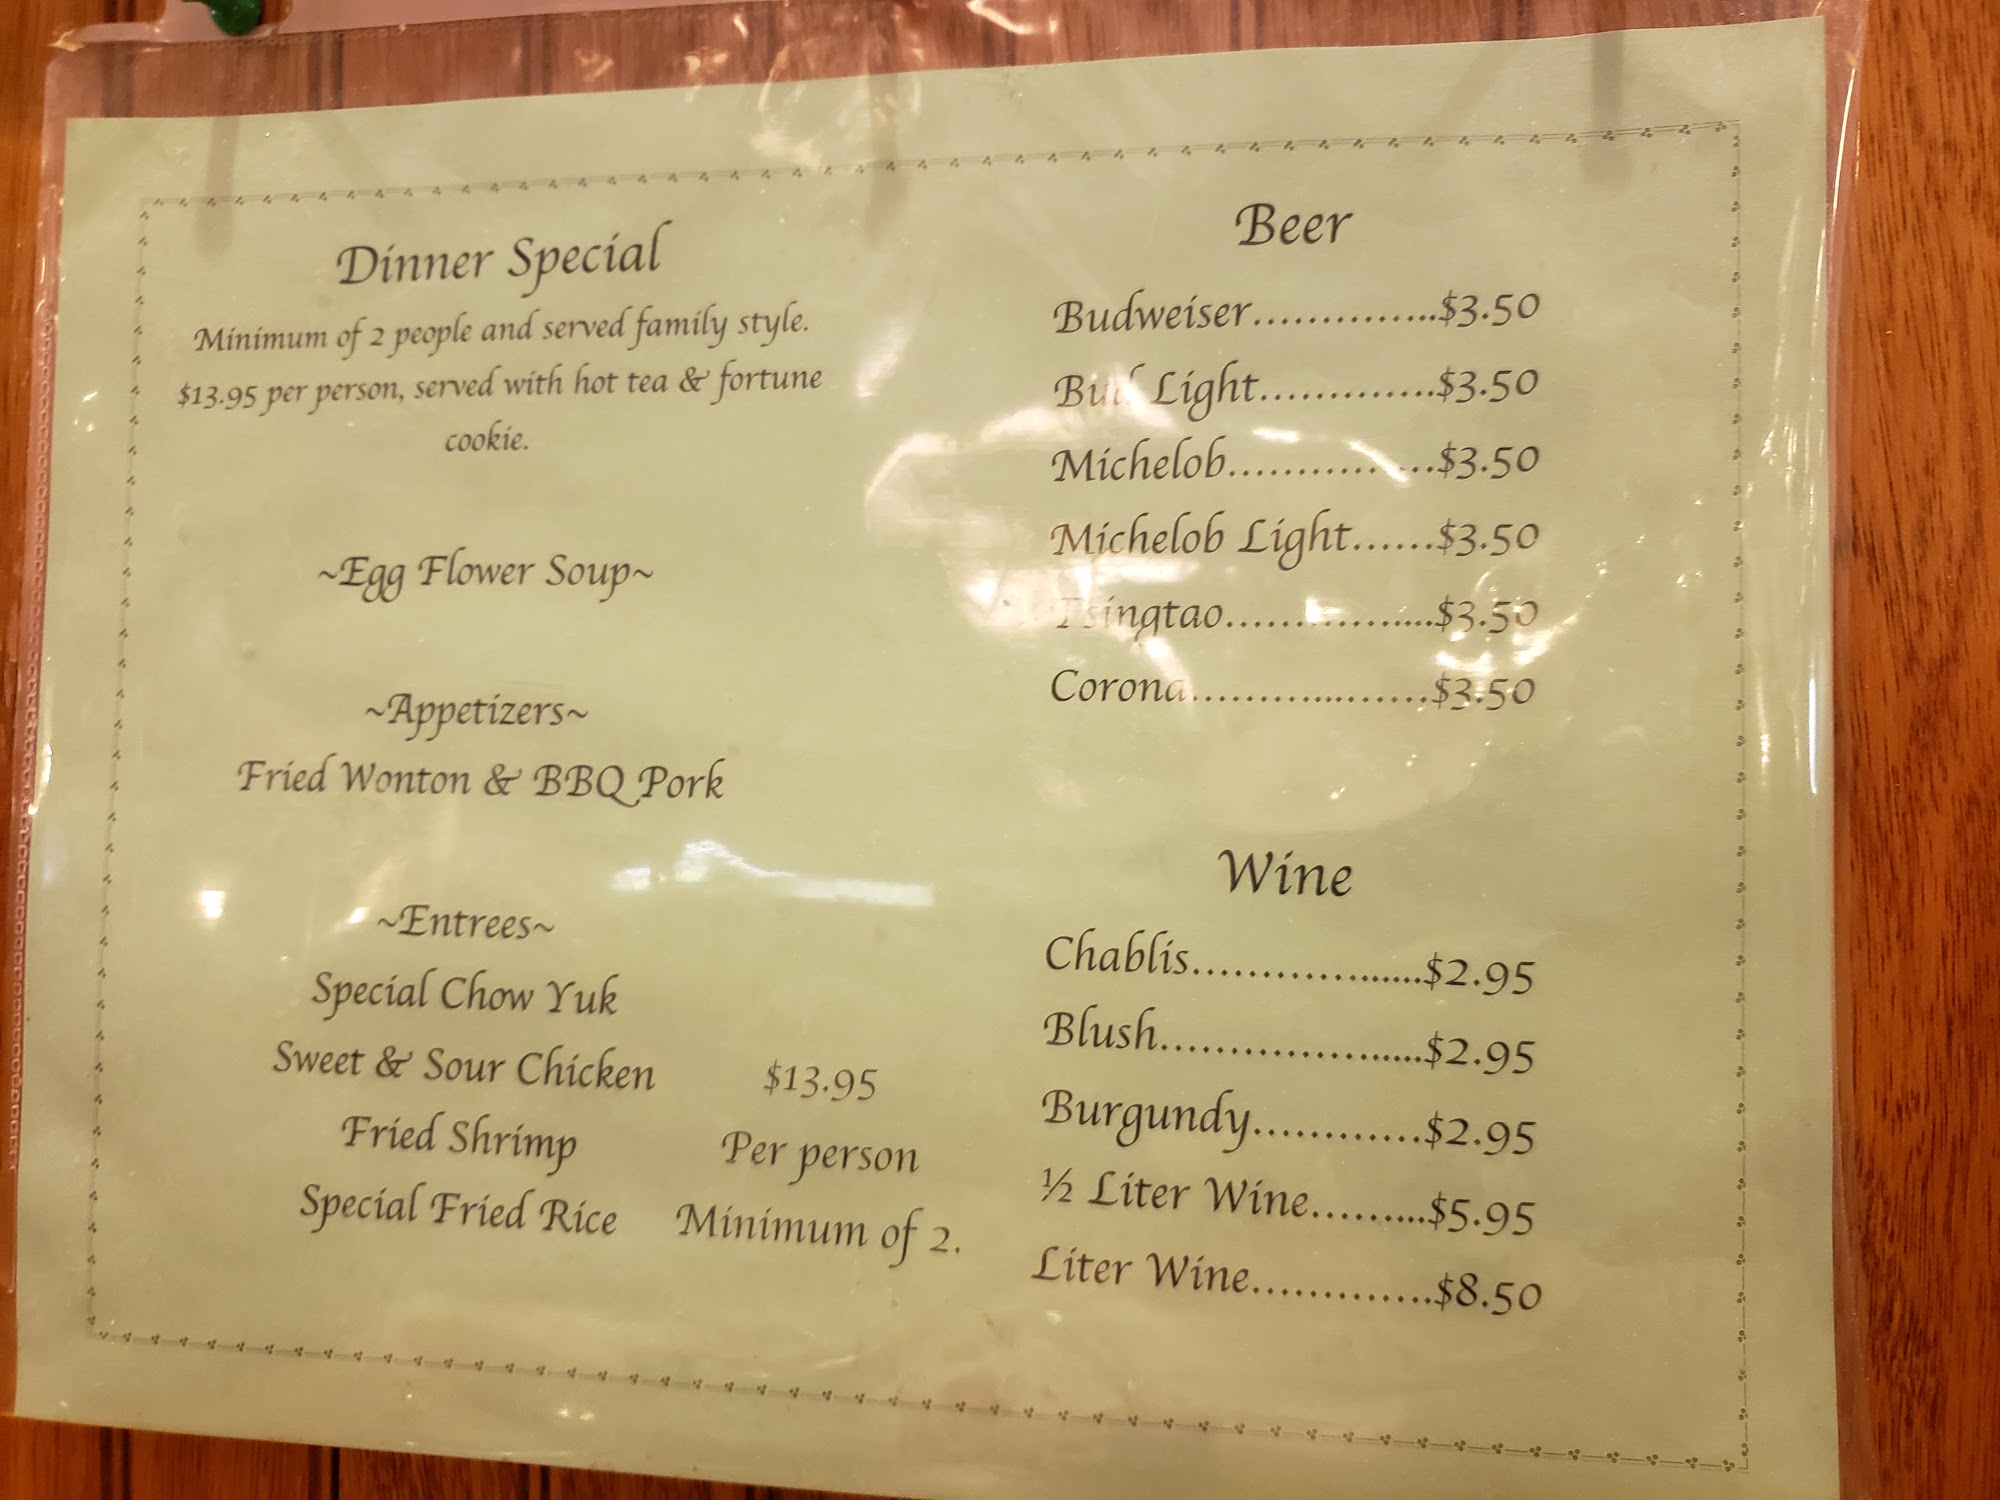 Dinner Special
Minimum of 2 people and served family style.
$13.95 per person, served with hot tea & fortune
cookie.
~Egg Flower Soup~
~Appetizers~
Fried Wonton & BBQ Pork
~Entrees~
Special Chow Yuk
Sweet & Sour Chicken
Fried Shrimp
Special Fried Rice
$13.95
Per person
Minimum of 2.
Beer
Budweiser.................$3.50
Bud Light................$3.50
Michelob..................$3.50
Michelob Light......$3.50
Tsingtao...................$3.50
Corona.....................$3.50
Wine
Chablis....................$2.95
Blush.......................$2.95
Burgundy...............$2.95
½ Liter Wine..........$5.95
Liter Wine................$8.50